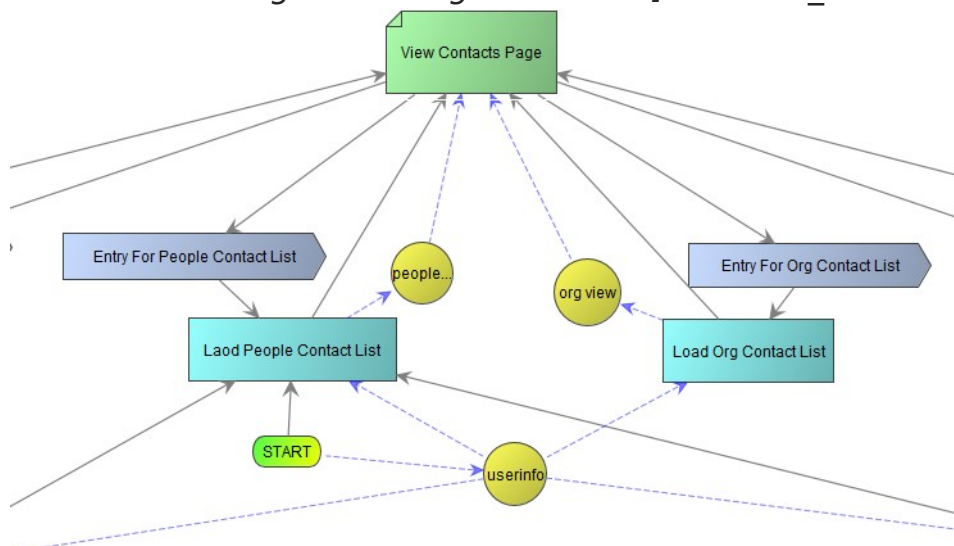 View Contacts Page
Entry For People Contact List
people...
org view
Entry For Org Contact List
Laod People Contact List
Load Org Contact List
START
userinfo